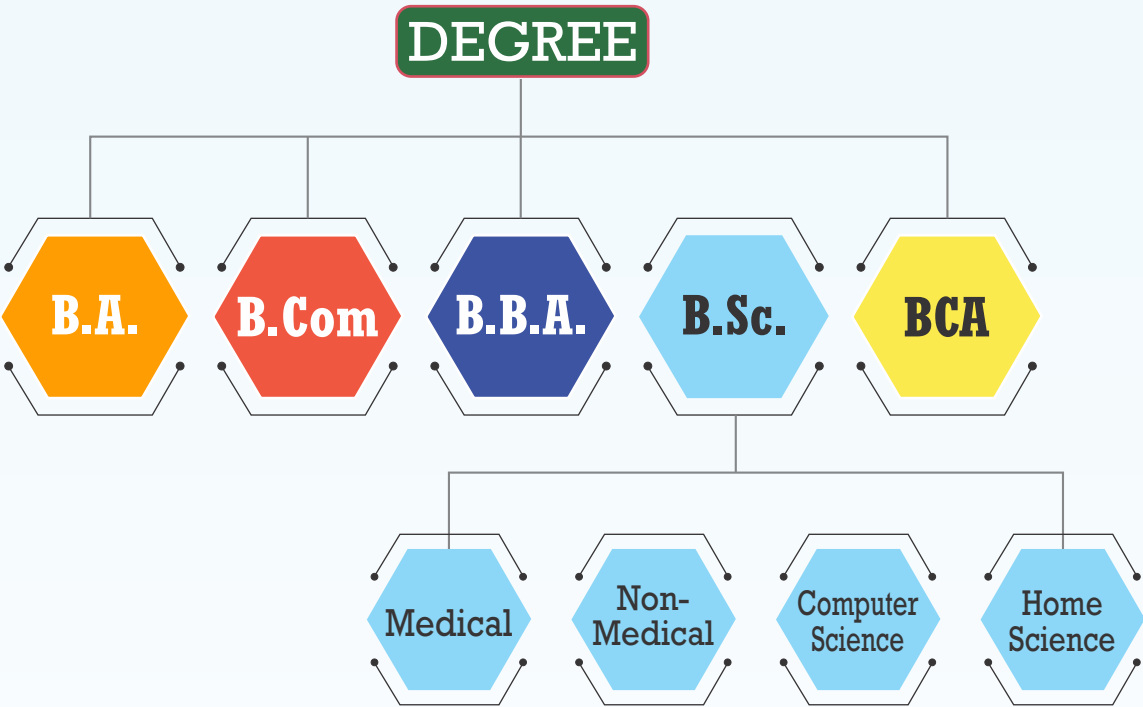 DEGREE
B.A.
B.Com
B.B.A.
B.Sc.
BCA
Medical
Non-
Medical
Computer
Science
Home
Science